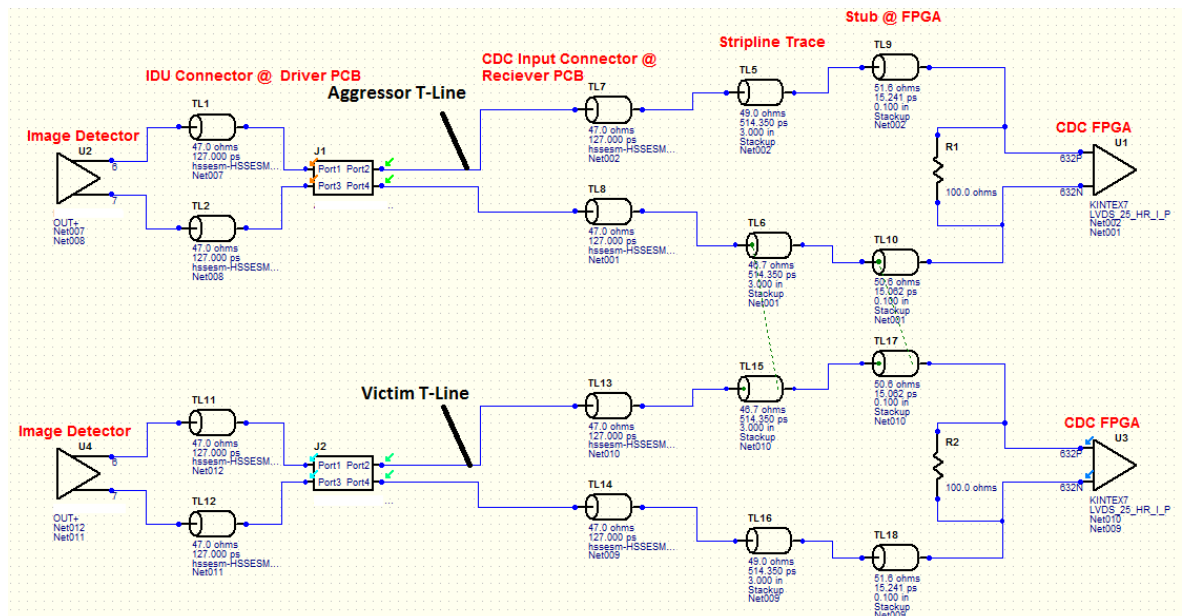 Stub @ FPGA
Stripline Trace
TL9
CDC Input Connector @
Reciever PCB
IDU Connector @ Driver PCB
TL5
51.6 ohms
15.241 ps
0.100 in
Stackup
Net002
Aggressor T-Line
TL7
49.0 ohms
514.350 ps
3.000 in
Stackup
Net002
TL1
47.0 ohms
127.000 ps
hssesm-HSSESM...
Net002
Image Detector
U2
6
7
OUT+
Net007
Net008
47.0 ohms
127.000 ps
hssesm-HSSESM...
Net007
J1
Port1 Port2
Port3 Port4
...
CDC FPGA
U1
632P
632N
KINTEX7
LVDS_25_HR_I_P
Net002
Net001
R1
100.0 ohms
TL8
47.0 ohms
127.000 ps
hssesm-HSSESM...
Net001
TL2
47.0 ohms
127.000 ps
hssesm-HSSESM...
Net008
TL6
46.7 ohms
514.350 ps
3.000 in
Stackup
Net001
TL10
50.6 ohms
15.062 ps
0.100 in
Stackup
Net001
TL17
50.6 ohms
15.062 ps
0.100 in
Stackup
Net010
TL15
46.7 ohms
514.350 ps
3.000 in
Stackup
Net010
Victim T-Line
TL13
47.0 ohms
127.000 ps
hssesm-HSSESM...
Net010
TL11
47.0 ohms
127.000 ps
hssesm-HSSESM...
Net012
Image Detector
U4
6
7
OUT+
Net012
Net011
J2
Port1 Port2
Port3 Port4
...
CDC FPGA
U3
632P
632N
KINTEX7
LVDS_25_HR_I_P
Net010
Net009
R2
100.0 ohms
TL14
47.0 ohms
127.000 ps
hssesm-HSSESM...
Net009
TL12
47.0 ohms
127.000 ps
hssesm-HSSESM...
Net011
TL16
49.0 ohms
514.350 ps
3.000 in
Stackup
Net009
TL18
51.6 ohms
15.241 ps
0.100 in
Stackup
Net009